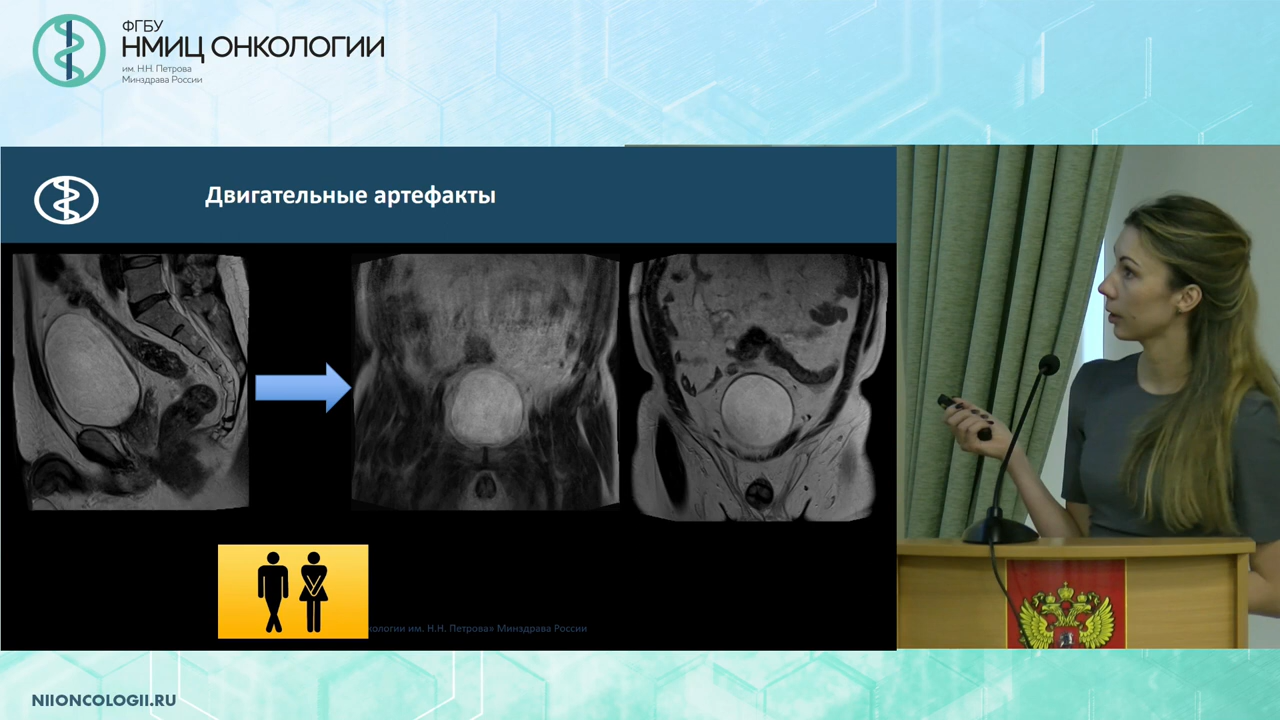 ФГБУ
НМИЦ ОНКОЛОГИИ
им. Н.Н. Петрова
Минздрава России
Двигательные артефакты
кологии им. Н.Н. Петрова» Минздрава России
NIIONCOLOGII.RU